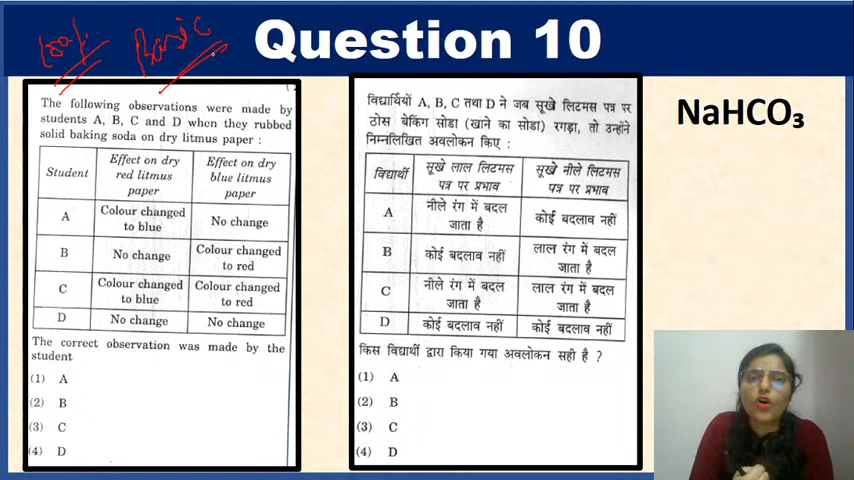 Basic
Question 10
The following observations were made by
students A, B, C and D when they rubbed
solid baking soda on dry litmus paper :
Student
Effect on dry
red litmus
paper
Effect on dry
blue litmus
paper
A
Colour changed
to blue
No change
B
No change
Colour changed
to red
C
Colour changed
to blue
Colour changed
to red
D
No change
No change
The correct observation was made by the
student
(1) A
(2) B
(3) C
(4) D
विद्यार्थियों A, B, C तथा D ने जब सूखे लिटमस पत्र पर
ठोस बेकिंग सोडा (खाने का सोडा) रगड़ा, तो उन्होंने
निम्नलिखित अवलोकन किए :
विद्यार्थी
सूखे लाल लिटमस
पत्र पर प्रभाव
सूखे नीले लिटमस
पत्र पर प्रभाव
A
नीले रंग में बदल
जाता है
कोई बदलाव नहीं
B
कोई बदलाव नहीं
लाल रंग में बदल
जाता है
C
नीले रंग में बदल
जाता है
लाल रंग में बदल
जाता है
D
कोई बदलाव नहीं
कोई बदलाव नहीं
किस विद्यार्थी द्वारा किया गया अवलोकन सही है ?
(1) A
(2) B
(3) C
(4) D
NaHCO₃